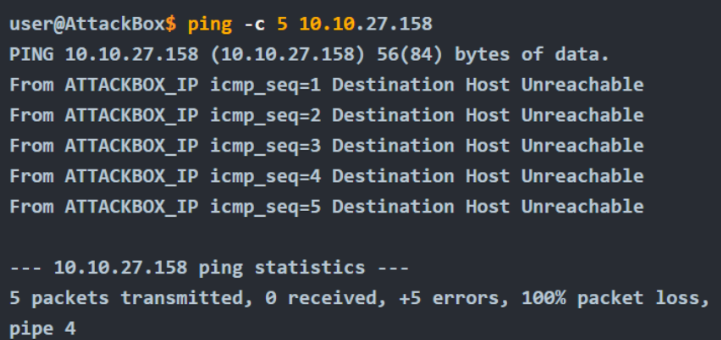 user@AttackBox$ ping -c 5 10.10.27.158
PING 10.10.27.158 (10.10.27.158) 56(84) bytes of data.
From ATTACKBOX_IP icmp_seq=1 Destination Host Unreachable
From ATTACKBOX_IP icmp_seq=2 Destination Host Unreachable
From ATTACKBOX_IP icmp_seq=3 Destination Host Unreachable
From ATTACKBOX_IP icmp_seq=4 Destination Host Unreachable
From ATTACKBOX_IP icmp_seq=5 Destination Host Unreachable
--- 10.10.27.158 ping statistics ---
5 packets transmitted, 0 received, +5 errors, 100% packet loss,
pipe 4